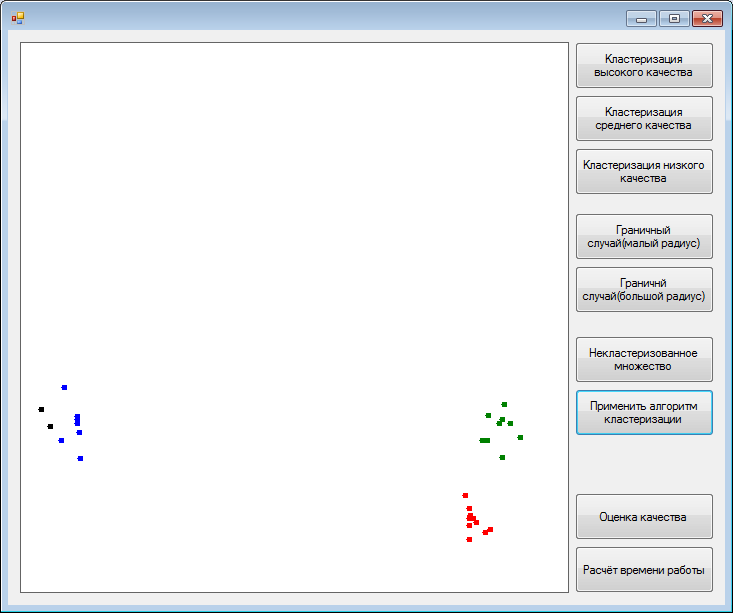 Кластеризация
высокого качества
Кластеризация
среднего качества
Кластеризация низкого
качества
Граничный
случай(малый радиус)
Граничнй
случай(большой радиус)
Некластеризованное
множество
Применить алгоритм
кластеризации
Оценка качества
Расчёт времени работы